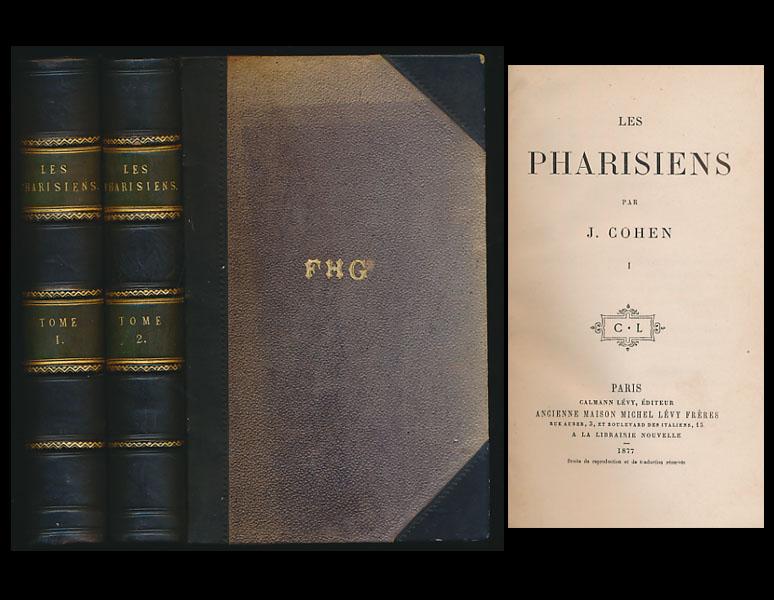 LES
PHARISIENS.
TOME
1.
LES
PHARISIENS.
TOME
2.
FHG
LES
PHARISIENS
PAR
J. COHEN
I
C · L
PARIS
CALMANN LÉVY, ÉDITEUR
ANCIENNE MAISON MICHEL LÉVY FRÈRES
RUE AUBER, 3, ET BOULEVARD DES ITALIENS, 15
A LA LIBRAIRIE NOUVELLE
1877
Droits de reproduction et de traduction réservés